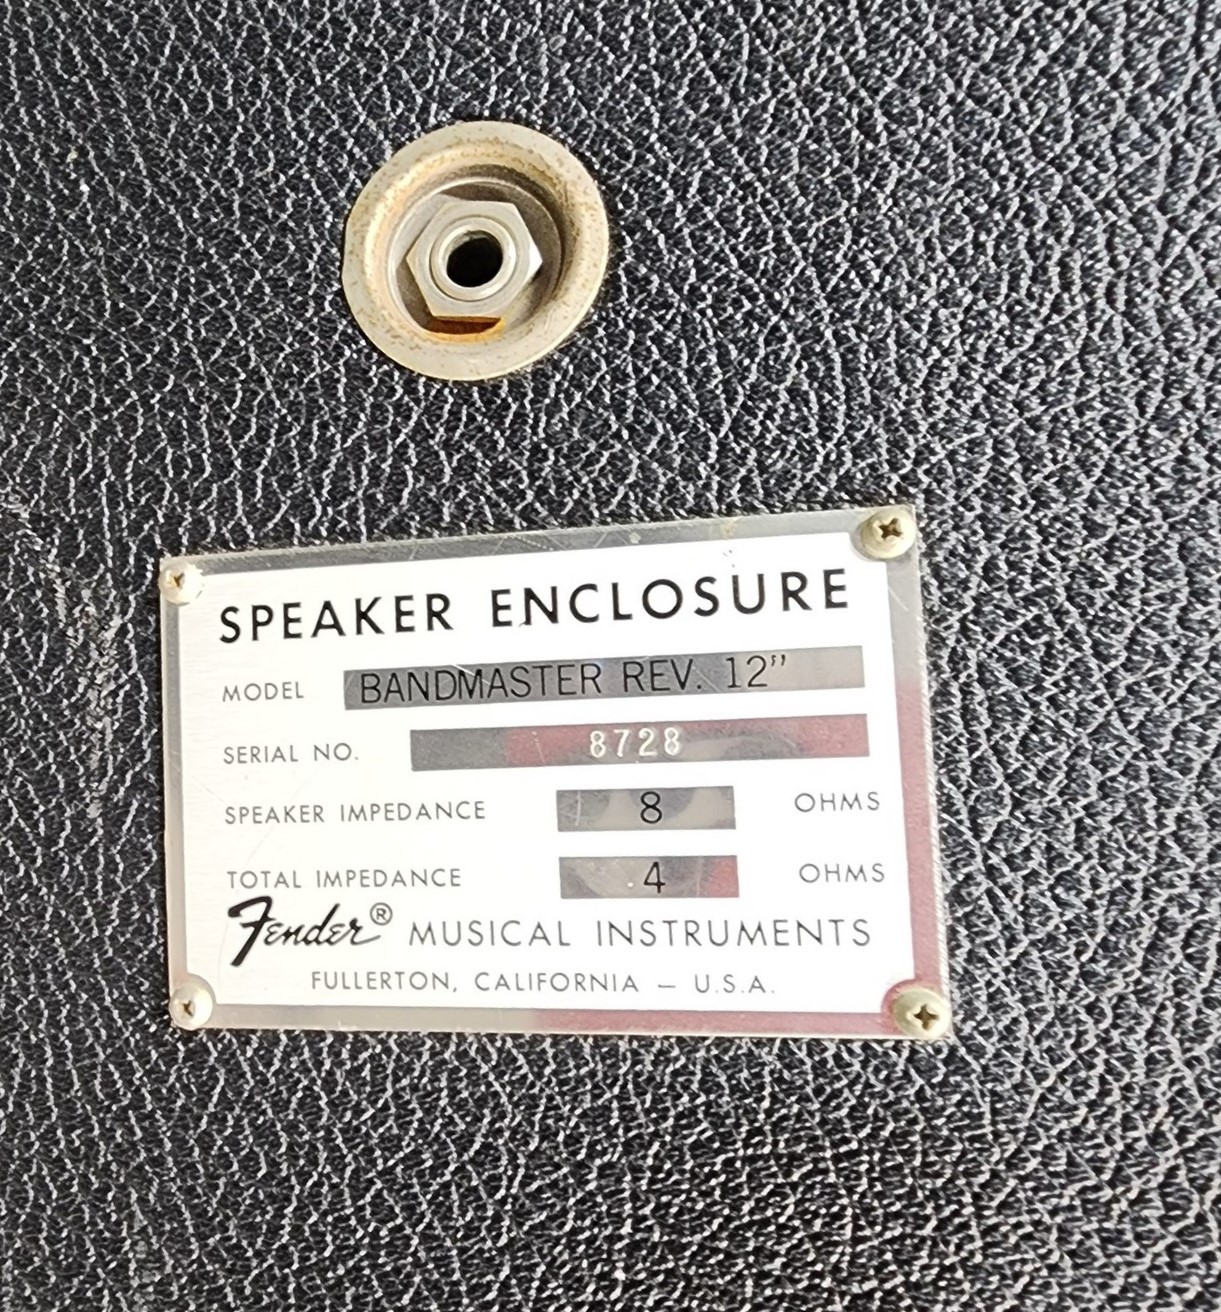 SPEAKER ENCLOSURE
MODEL BANDMASTER REV. 12"
SERIAL NO. 8728
SPEAKER IMPEDANCE 8 OHMS
TOTAL IMPEDANCE 4 OHMS
Fender® MUSICAL INSTRUMENTS
FULLERTON, CALIFORNIA — U.S.A.